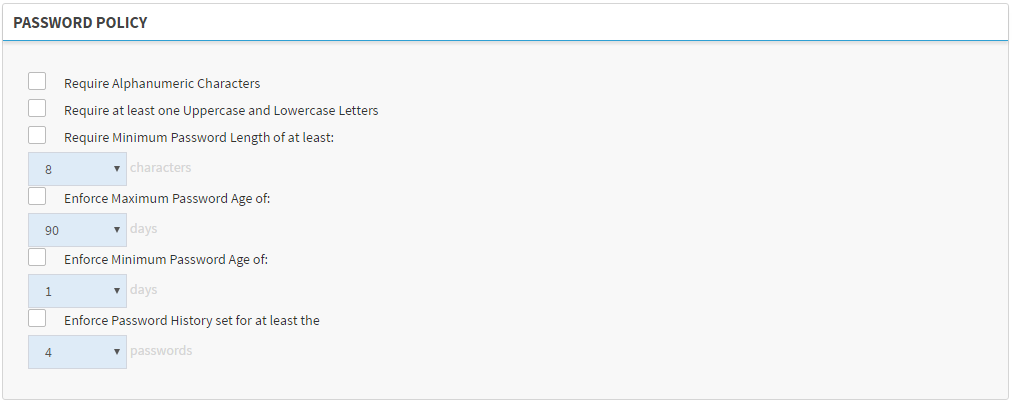 PASSWORD POLICY
Require Alphanumeric Characters
Require at least one Uppercase and Lowercase Letters
Require Minimum Password Length of at least:
8 characters
Enforce Maximum Password Age of:
90 days
Enforce Minimum Password Age of:
1 days
Enforce Password History set for at least the
4 passwords